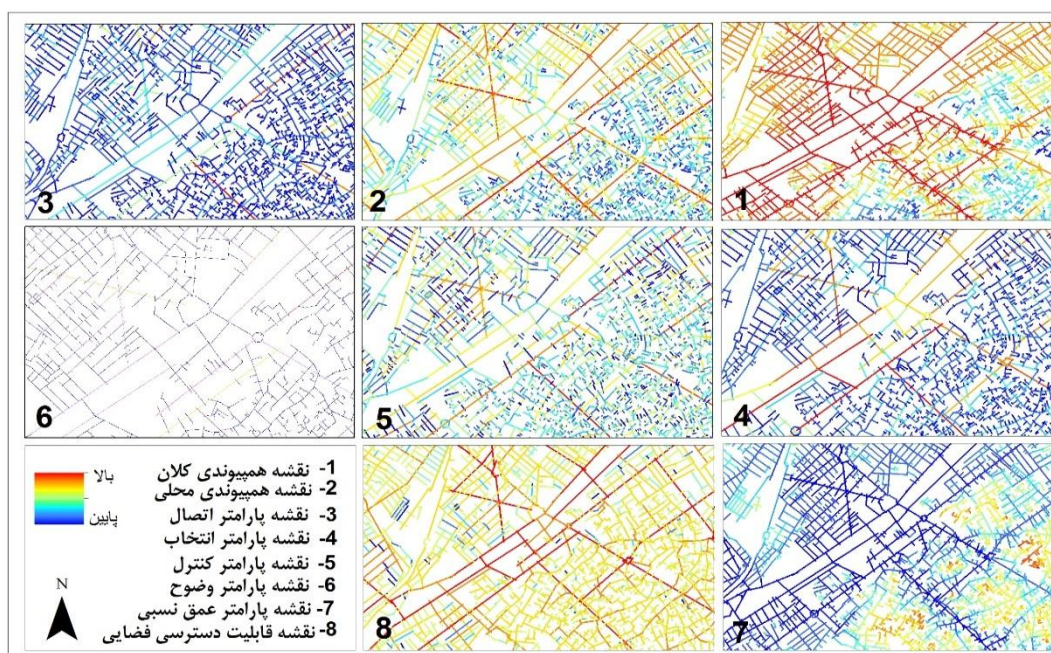 1
2
3
4
5
6
7
8
بالا
پایین
N
1- نقشه همپیوندی کلان
2- نقشه همپیوندی محلی
3- نقشه پارامتر اتصال
4- نقشه پارامتر انتخاب
5- نقشه پارامتر کنترل
6- نقشه پارامتر وضوح
7- نقشه پارامتر عمق نسبی
8- نقشه قابلیت دسترسی فضایی